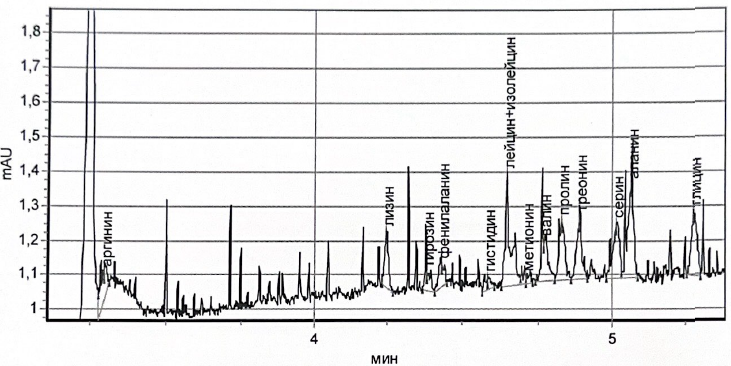 1,8
1,7
1,6
1,5
1,4
1,3
1,2
1,1
1
mAU
аргинин
лизин
тирозин
фенилаланин
гистидин
лейцин+изолейцин
метионин
валин
пролин
треонин
серин
аланин
глицин
4
5
мин